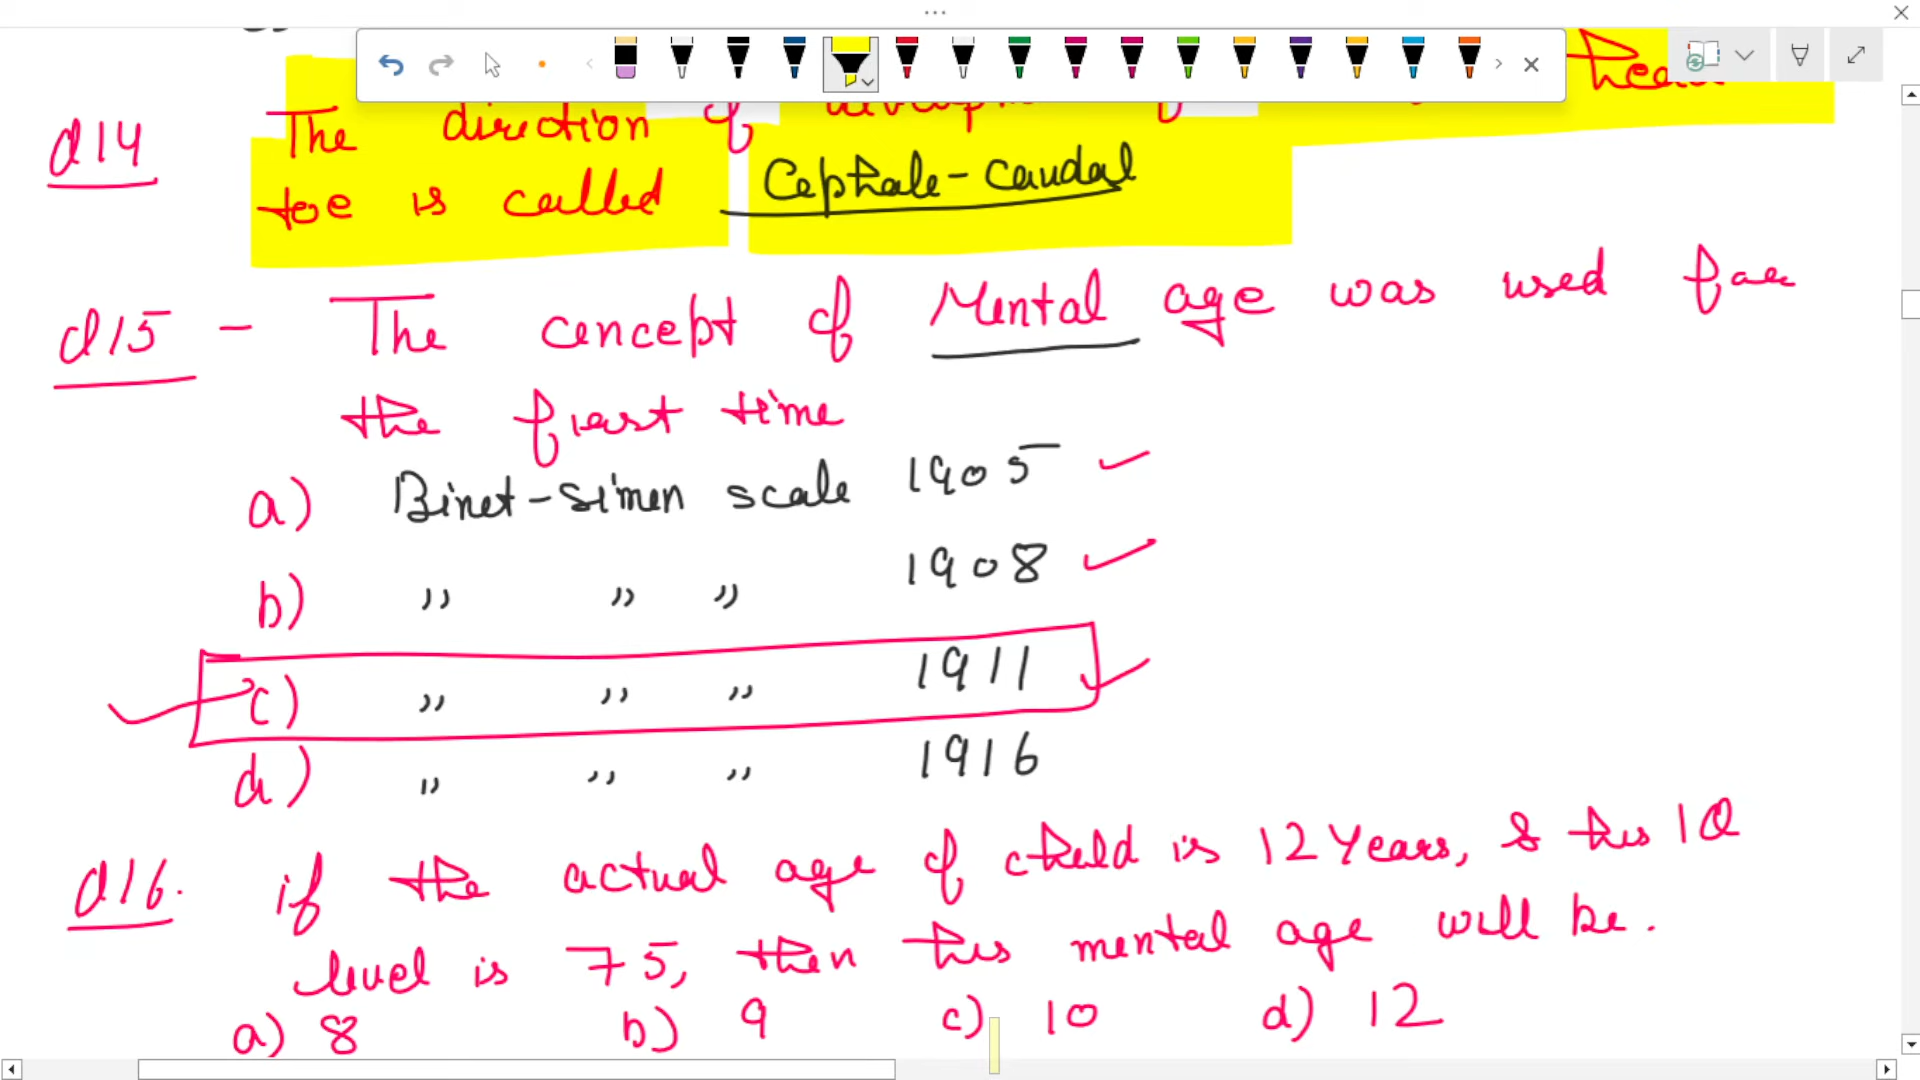 Q14 The direction of
toe is called Cephale-caudal
Q15 - The concept of Mental age was used for
the first time
a) Binet-simen scale 1905
b) ,, ,, ,, 1908
c) ,, ,, ,, 1911
d) ,, ,, ,, 1916
Q16. if the actual age of child is 12 Years, & his IQ
level is 75, then his mental age will be.
a) 8 b) 9 c) 10 d) 12